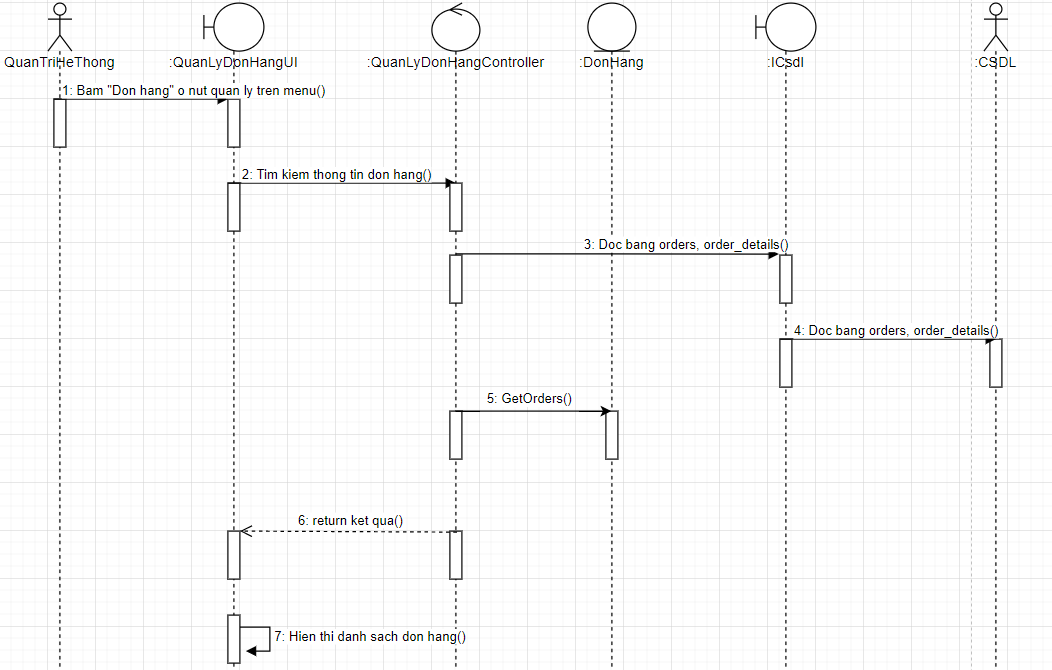 QuanTriHeThong
:QuanLyDonHangUI
:QuanLyDonHangController
:DonHang
:ICsdl
:CSDL
1: Bam "Don hang" o nut quan ly tren menu()
2: Tim kiem thong tin don hang()
3: Doc bang orders, order_details()
4: Doc bang orders, order_details()
5: GetOrders()
6: return ket qua()
7: Hien thi danh sach don hang()